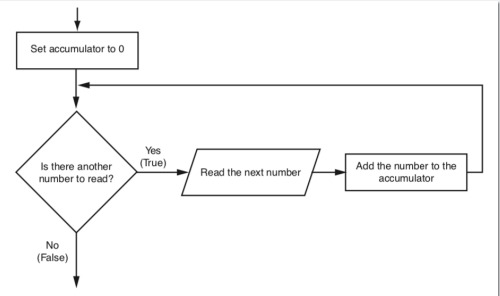 Set accumulator to 0
Is there another
number to read?
Yes
(True)
Read the next number
Add the number to the
accumulator
No
(False)